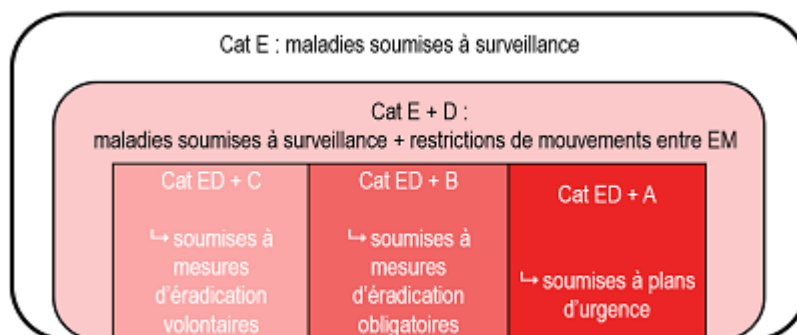 Cat E : maladies soumises à surveillance
Cat E + D :
maladies soumises à surveillance + restrictions de mouvements entre EM
Cat ED + C
↳ soumises à
mesures
d'éradication
volontaires
Cat ED + B
↳ soumises à
mesures
d'éradication
obligatoires
Cat ED + A
↳ soumises à plans
d'urgence